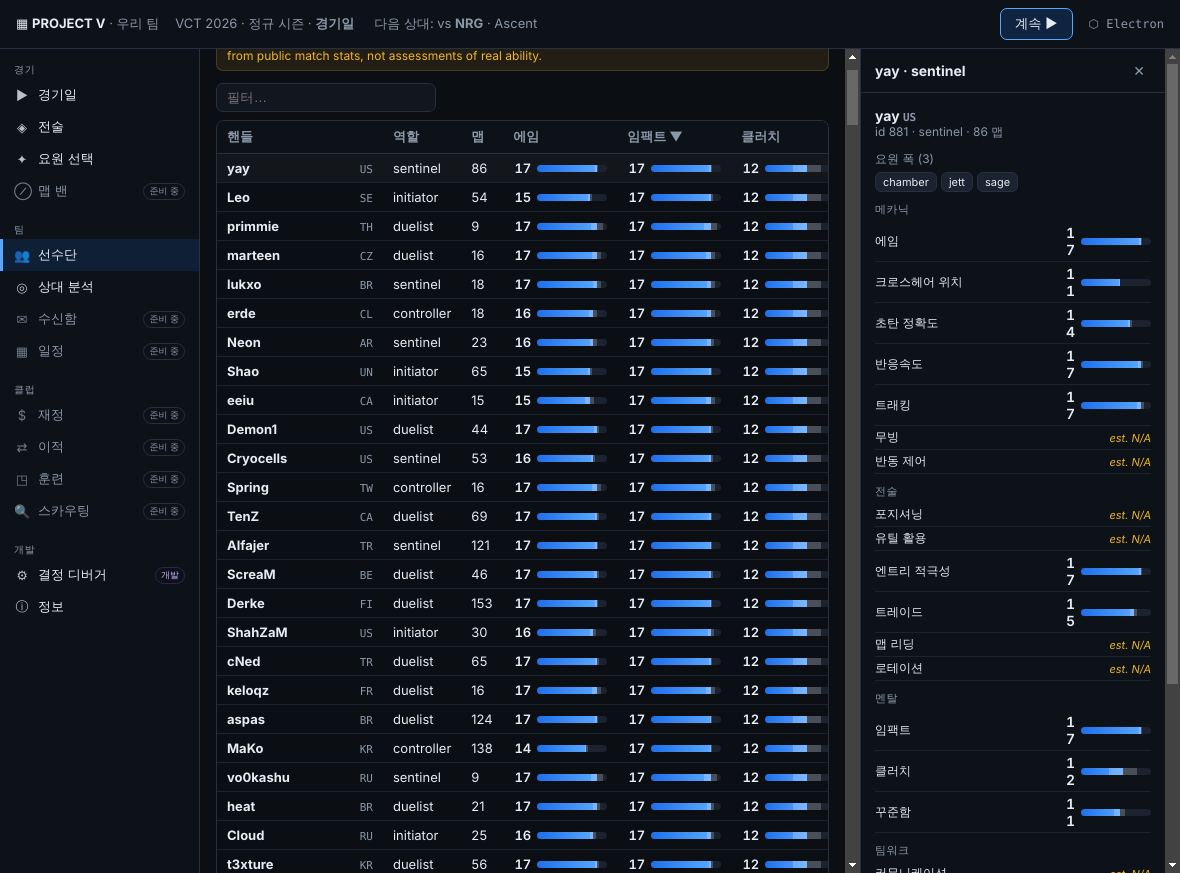 ▦ PROJECT V · 우리 팀 VCT 2026 · 정규 시즌 · 경기일 다음 상대: vs NRG · Ascent 계속 ▶ ⬡ Electron
경기
▶ 경기일
◈ 전술
✦ 요원 선택
맵 밴 준비 중
팀
선수단
◎ 상대 분석
✉ 수신함 준비 중
▦ 일정 준비 중
클럽
$ 재정 준비 중
⇄ 이적 준비 중
◳ 훈련 준비 중
🔍 스카우팅 준비 중
개발
⚙ 결정 디버거 개발
ⓘ 정보
from public match stats, not assessments of real ability.
필터...
핸들 역할 맵 에임 임팩트 ▼ 클러치
yay US sentinel 86 17 17 12
Leo SE initiator 54 15 17 12
primmie TH duelist 9 17 17 12
marteen CZ duelist 16 17 17 12
lukxo BR sentinel 18 17 17 12
erde CL controller 18 16 17 12
Neon AR sentinel 23 16 17 12
Shao UN initiator 65 15 17 12
eeiu CA initiator 15 15 17 12
Demon1 US duelist 44 17 17 12
Cryocells US sentinel 53 16 17 12
Spring TW controller 16 17 17 12
TenZ CA duelist 69 17 17 12
Alfajer TR sentinel 121 17 17 12
ScreaM BE duelist 46 17 17 12
Derke FI duelist 153 17 17 12
ShahZaM US initiator 30 16 17 12
cNed TR duelist 65 17 17 12
keloqz FR duelist 16 17 17 12
aspas BR duelist 124 17 17 12
MaKo KR controller 138 14 17 12
vo0kashu RU sentinel 9 17 17 12
heat BR duelist 21 17 17 12
Cloud RU initiator 25 16 17 12
t3xture KR duelist 56 17 17 12
yay · sentinel ✕
yay US
id 881 · sentinel · 86 맵
요원 폭 (3)
chamber jett sage
메카닉
에임 17
크로스헤어 위치 11
초탄 정확도 14
반응속도 17
트래킹 17
무빙 est. N/A
반동 제어 est. N/A
전술
포지셔닝 est. N/A
유틸 활용 est. N/A
엔트리 적극성 17
트레이드 15
맵 리딩 est. N/A
로테이션 est. N/A
멘탈
임팩트 17
클러치 12
꾸준함 11
팀워크